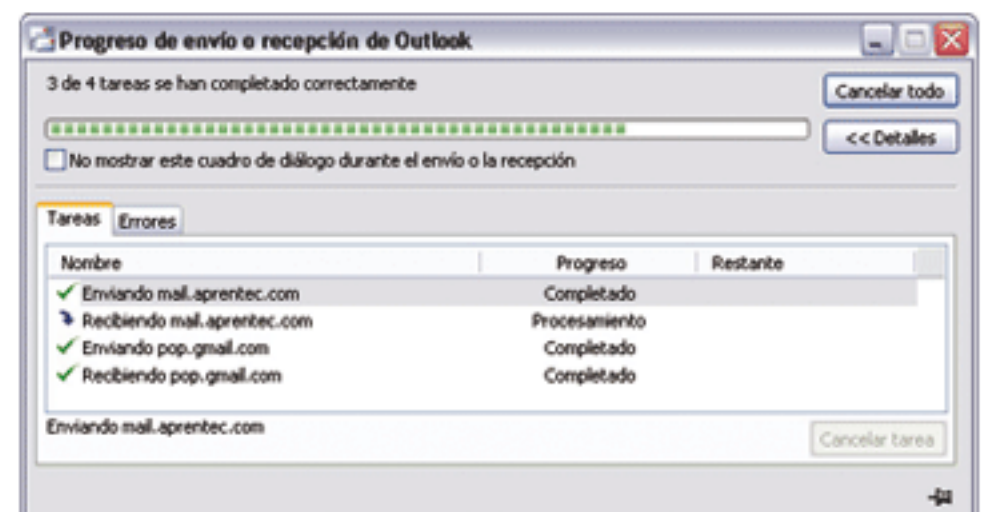 Progreso de envío o recepción de Outlook
3 de 4 tareas se han completado correctamente
Cancelar todo
<< Detalles
No mostrar este cuadro de diálogo durante el envío o la recepción
Tareas Errores
Nombre Progreso Restante
Enviando mail.aprentec.com Completado
Recibiendo mail.aprentec.com Procesamiento
Enviando pop.gmail.com Completado
Recibiendo pop.gmail.com Completado
Enviando mail.aprentec.com
Cancelar tarea